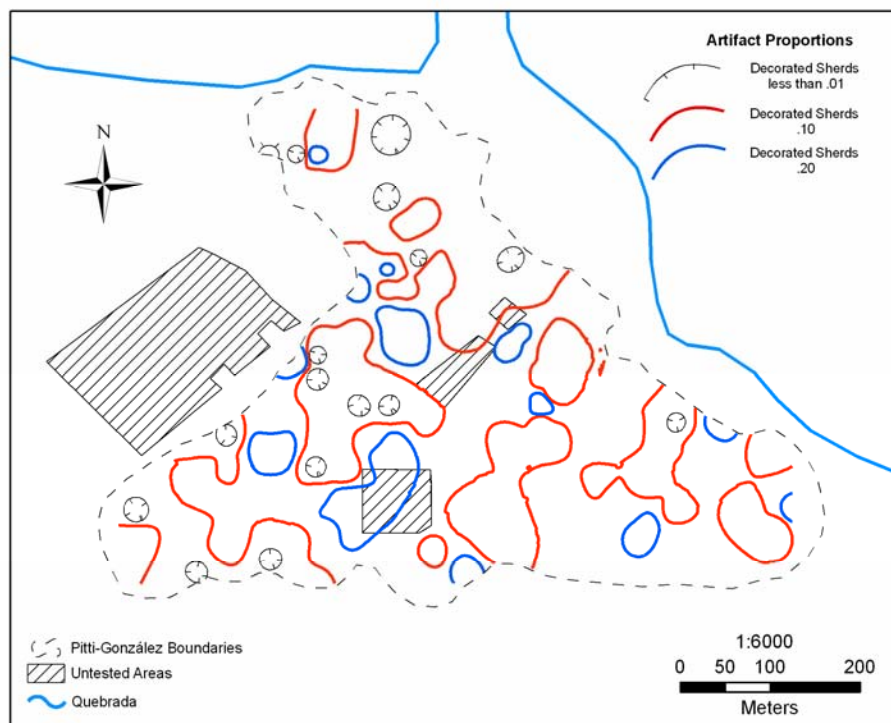 Artifact Proportions
Decorated Sherds
less than .01
Decorated Sherds
.10
Decorated Sherds
.20
N
Pitti-González Boundaries
Untested Areas
Quebrada
1:6000
0 50 100 200
Meters